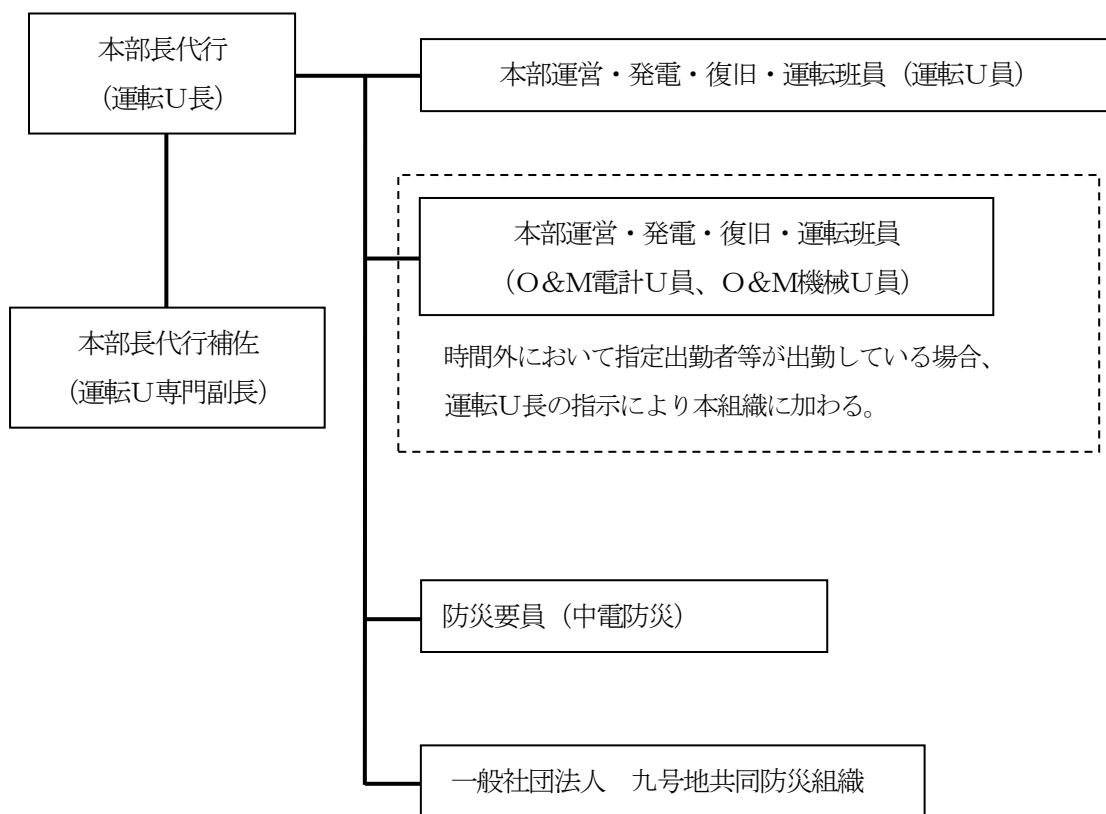 本部長代行
（運転Ｕ長）
本部運営・発電・復旧・運転班員（運転Ｕ員）
本部運営・発電・復旧・運転班員
（Ｏ＆Ｍ電計Ｕ員、Ｏ＆Ｍ機械Ｕ員）
本部長代行補佐
（運転Ｕ専門副長）
時間外において指定出勤者等が出勤している場合、
運転Ｕ長の指示により本組織に加わる。
防災要員（中電防災）
一般社団法人　九号地共同防災組織